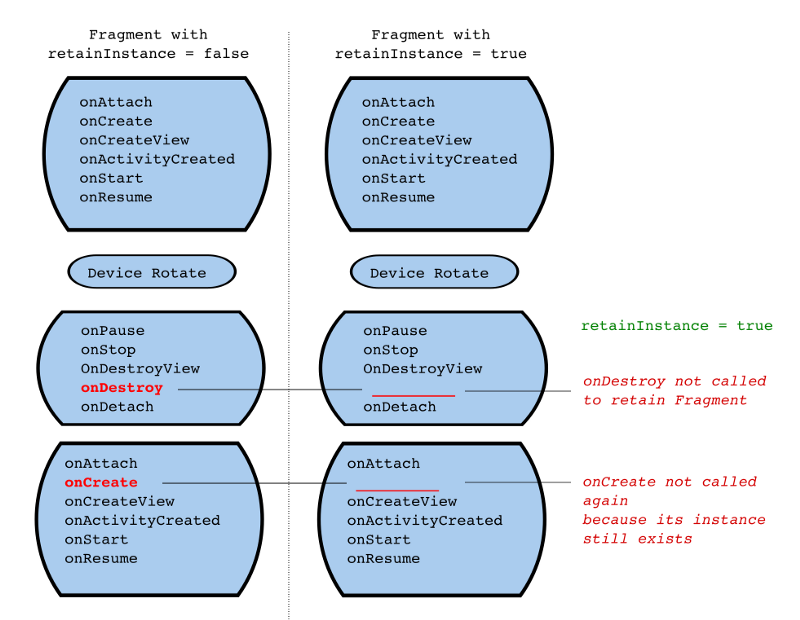 Fragment with
retainInstance = false
onAttach
onCreate
onCreateView
onActivityCreated
onStart
onResume
Device Rotate
onPause
onStop
OnDestroyView
onDestroy
onDetach
onAttach
onCreate
onCreateView
onActivityCreated
onStart
onResume
Fragment with
retainInstance = true
onAttach
onCreate
onCreateView
onActivityCreated
onStart
onResume
Device Rotate
onPause
onStop
OnDestroyView
onDetach
onAttach
onCreateView
onActivityCreated
onStart
onResume
retainInstance = true
onDestroy not called
to retain Fragment
onCreate not called
again
because its instance
still exists